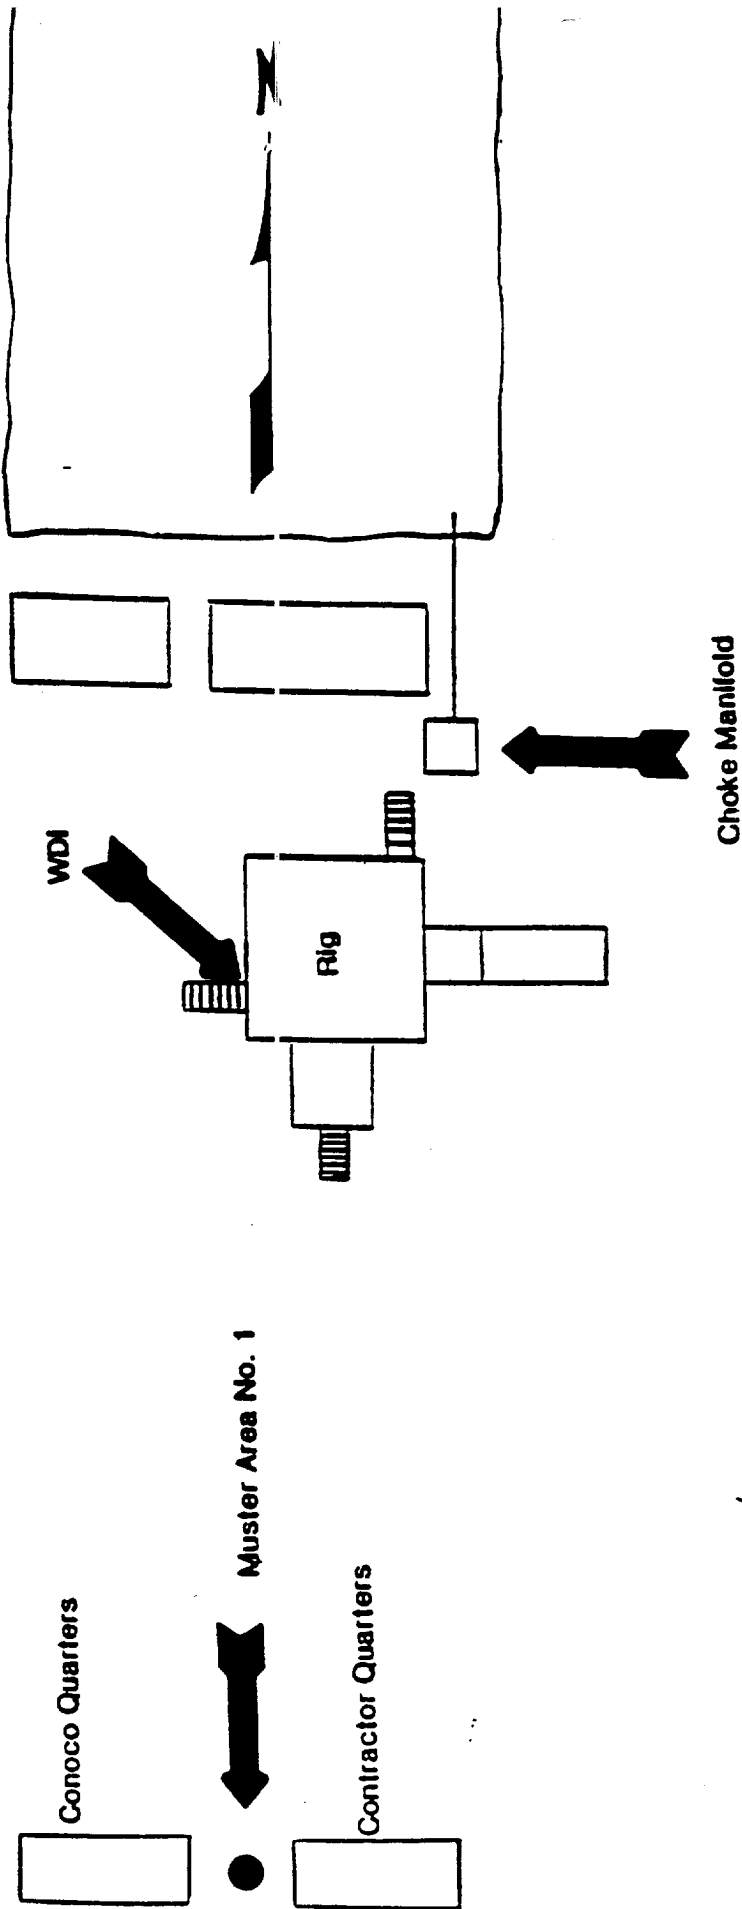 Conoco Quarters
Muster Area No. 1
Contractor Quarters
WDI
Rig
Choke Manifold